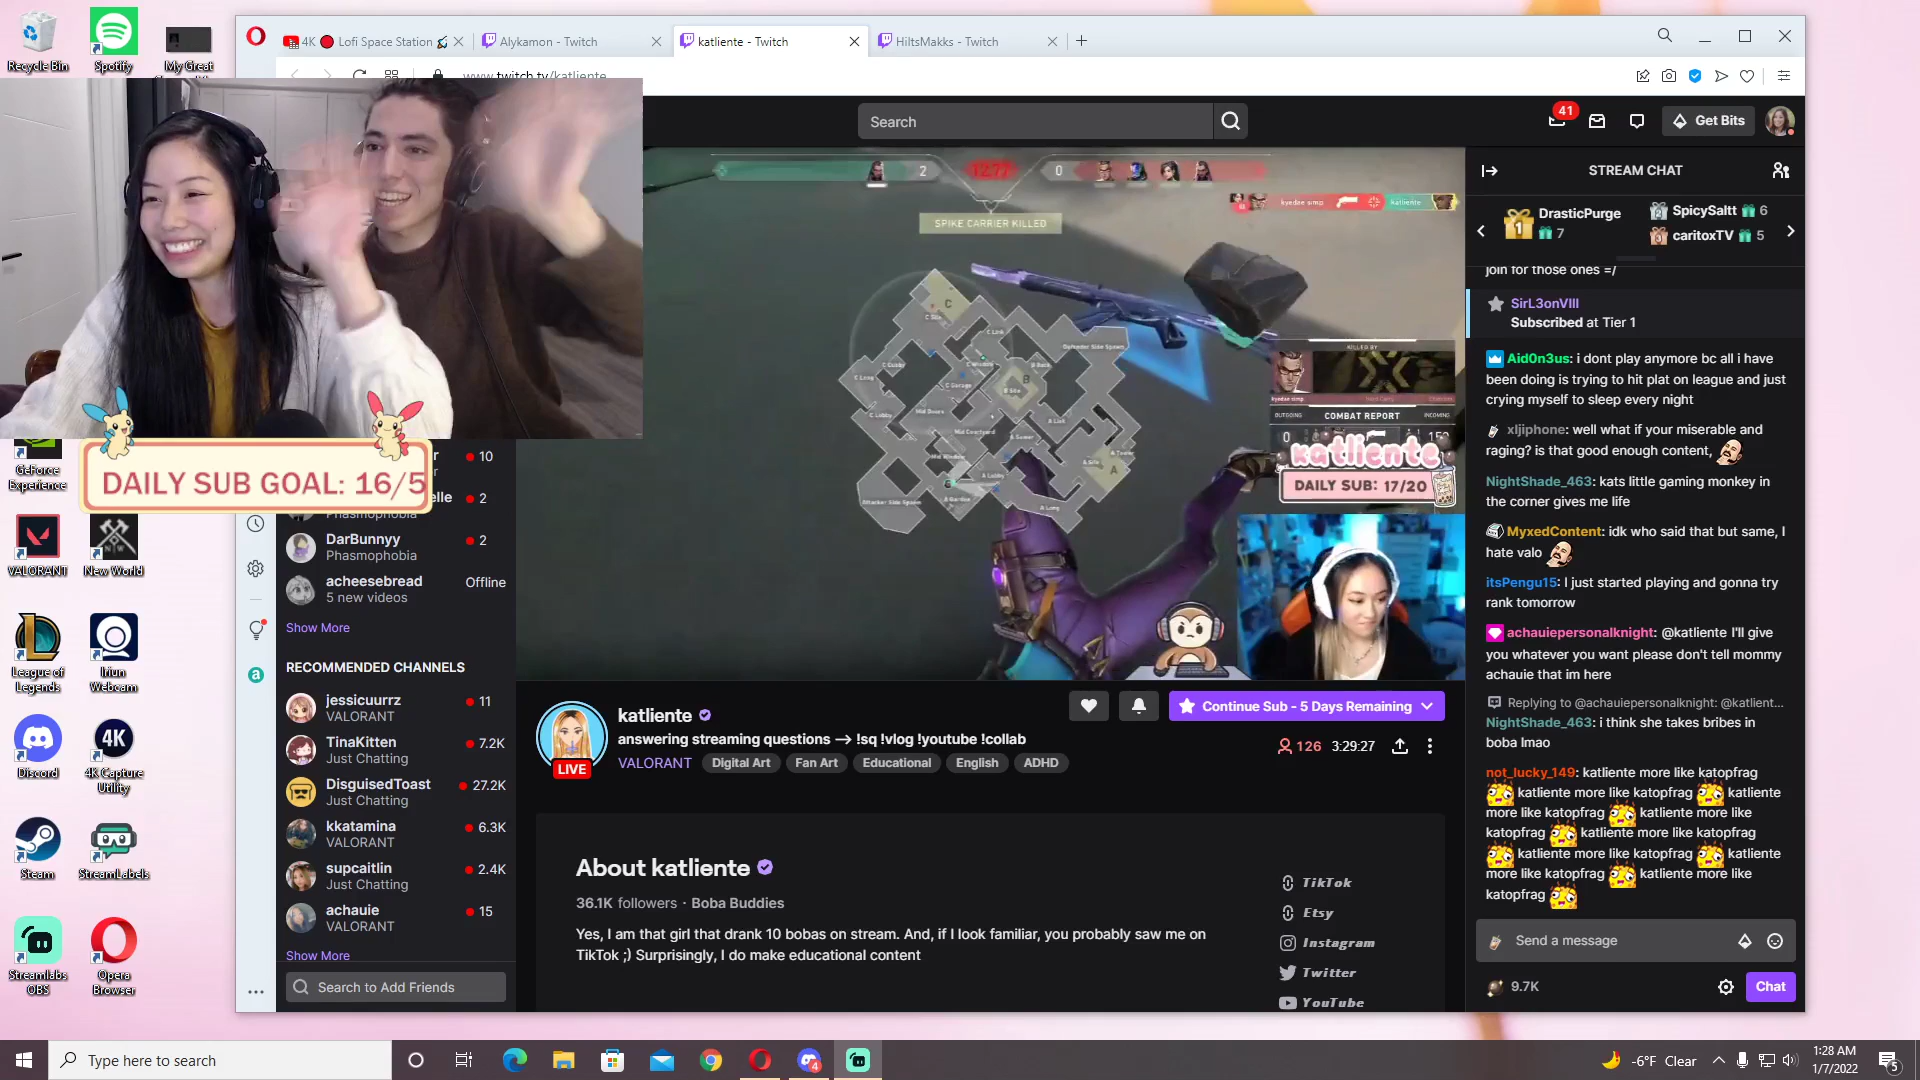 Recycle Bin
Spotify
My Great
4K
Lofi Space Station
Alykamon - Twitch
katliente - Twitch
HiltsMakks - Twitch
www.twitch.tv/katliente
Search
41
Get Bits
2
0
SPIKE CARRIER KILLED
kyedae simp
katliente
KILLED BY
OUTGOING
COMBAT REPORT
INCOMING
katliente
DAILY SUB: 17/20
DAILY SUB GOAL: 16/5
GeForce
Experience
VALORANT
New World
League of
Legends
Iriun
Webcam
Discord
4K Capture
Utility
Steam
StreamLabels
Streamlabs
OBS
Opera
Browser
10
2
Phasmophobia
DarBunnyy
2
Phasmophobia
acheesebread
Offline
5 new videos
Show More
RECOMMENDED CHANNELS
jessicuurrz
11
VALORANT
TinaKitten
7.2K
Just Chatting
DisguisedToast
27.2K
Just Chatting
kkatamina
6.3K
VALORANT
supcaitlin
2.4K
Just Chatting
achauie
15
VALORANT
Show More
Search to Add Friends
LIVE
katliente
answering streaming questions --> !sq !vlog !youtube !collab
VALORANT
Digital Art
Fan Art
Educational
English
ADHD
Continue Sub - 5 Days Remaining
126
3:29:27
About katliente
36.1K followers · Boba Buddies
Yes, I am that girl that drank 10 bobas on stream. And, if I look familiar, you probably saw me on
TikTok ;) Surprisingly, I do make educational content
TikTok
Etsy
Instagram
Twitter
YouTube
STREAM CHAT
1
DrasticPurge
7
SpicySaltt
6
caritoxTV
5
join for those ones =/
SirL3onVIII
Subscribed at Tier 1
Aid0n3us: i dont play anymore bc all i have
been doing is trying to hit plat on league and just
crying myself to sleep every night
xljiphone: well what if your miserable and
raging? is that good enough content,
NightShade_463: kats little gaming monkey in
the corner gives me life
MyxedContent: idk who said that but same, I
hate valo
itsPengu15: I just started playing and gonna try
rank tomorrow
achauiepersonalknight: @katliente I'll give
you whatever you want please don't tell mommy
achauie that im here
Replying to @achauiepersonalknight: @katlient...
NightShade_463: i think she takes bribes in
boba lmao
not_lucky_149: katliente more like katopfrag
katliente more like katopfrag katliente
more like katopfrag katliente more like
katopfrag katliente more like katopfrag
katliente more like katopfrag katliente
more like katopfrag katliente more like
katopfrag
Send a message
9.7K
Chat
Type here to search
4
-6°F Clear
1:28 AM
1/7/2022
5